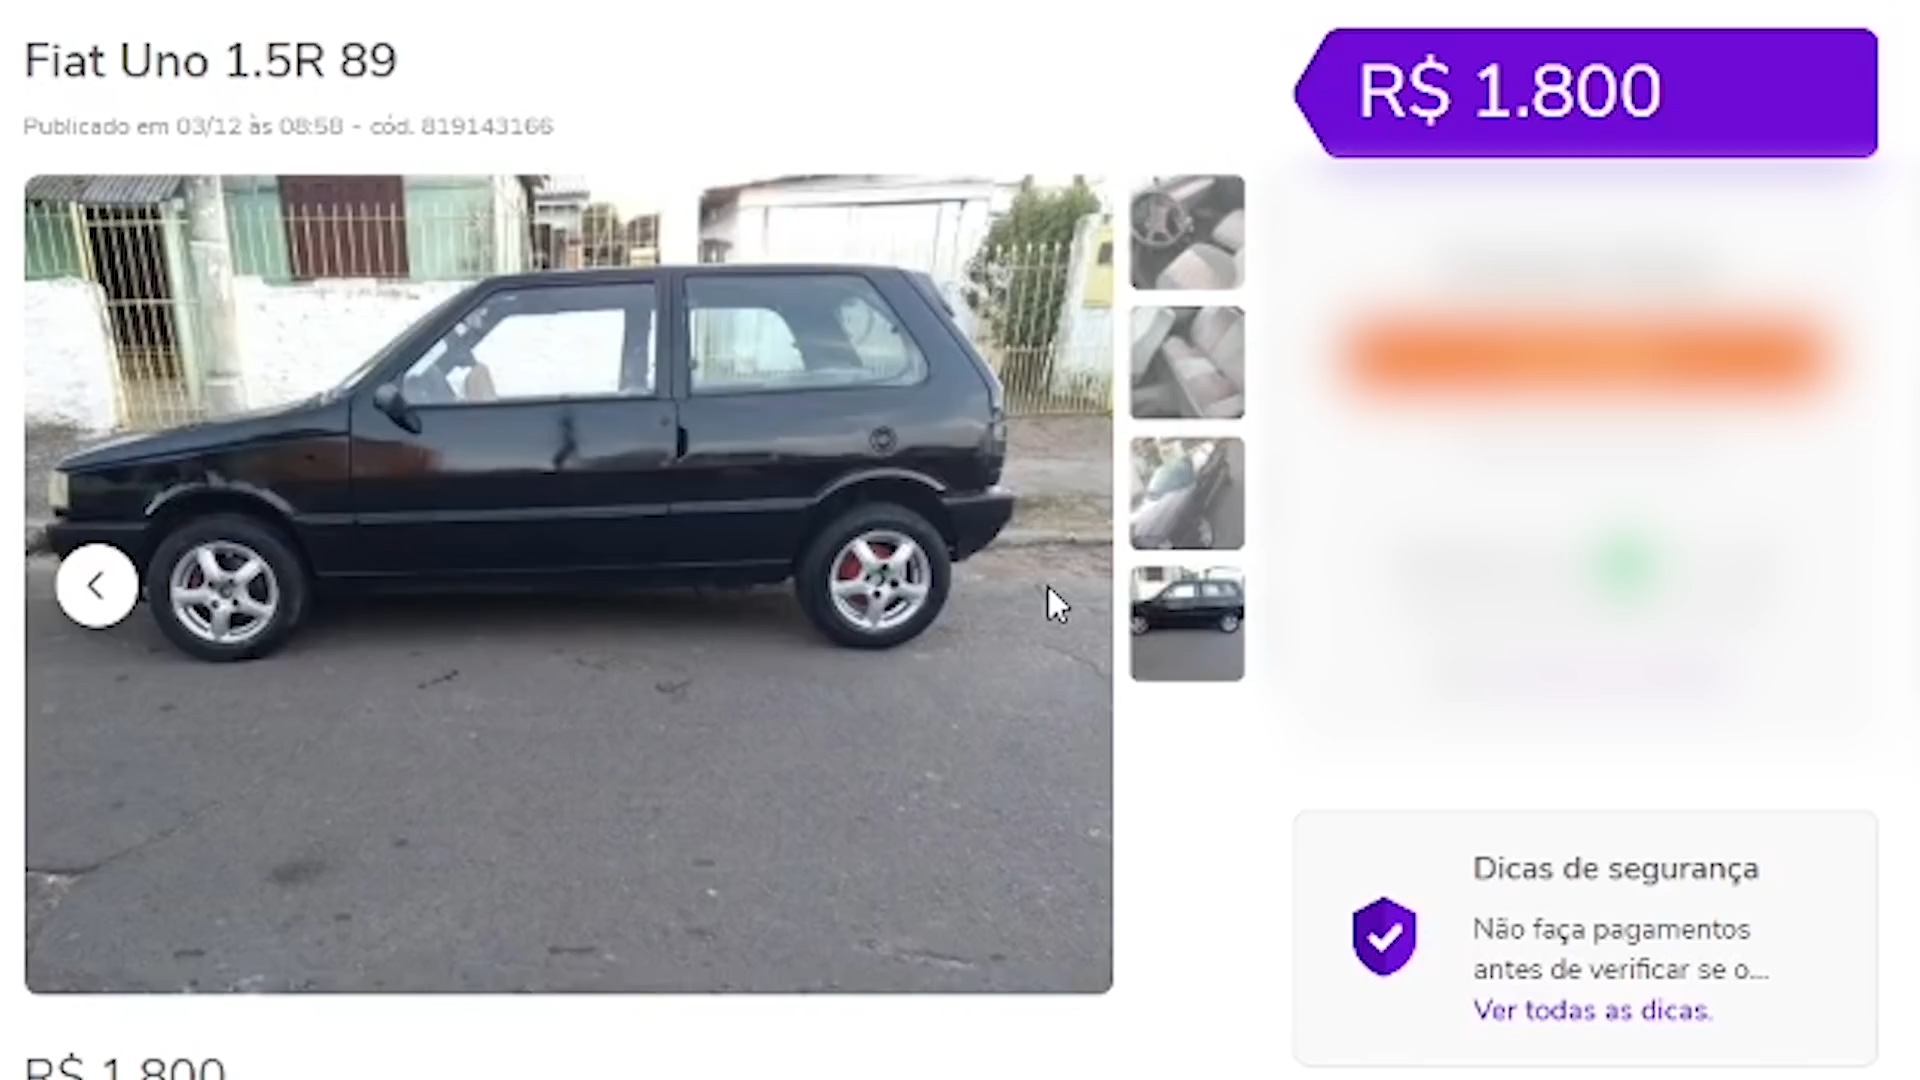 Fiat Uno 1.5R 89
Publicado em 03/12 às 08:58 - cód. 819143166
R$ 1.800
Dicas de segurança
Não faça pagamentos
antes de verificar se o...
Ver todas as dicas.
R$ 1.800